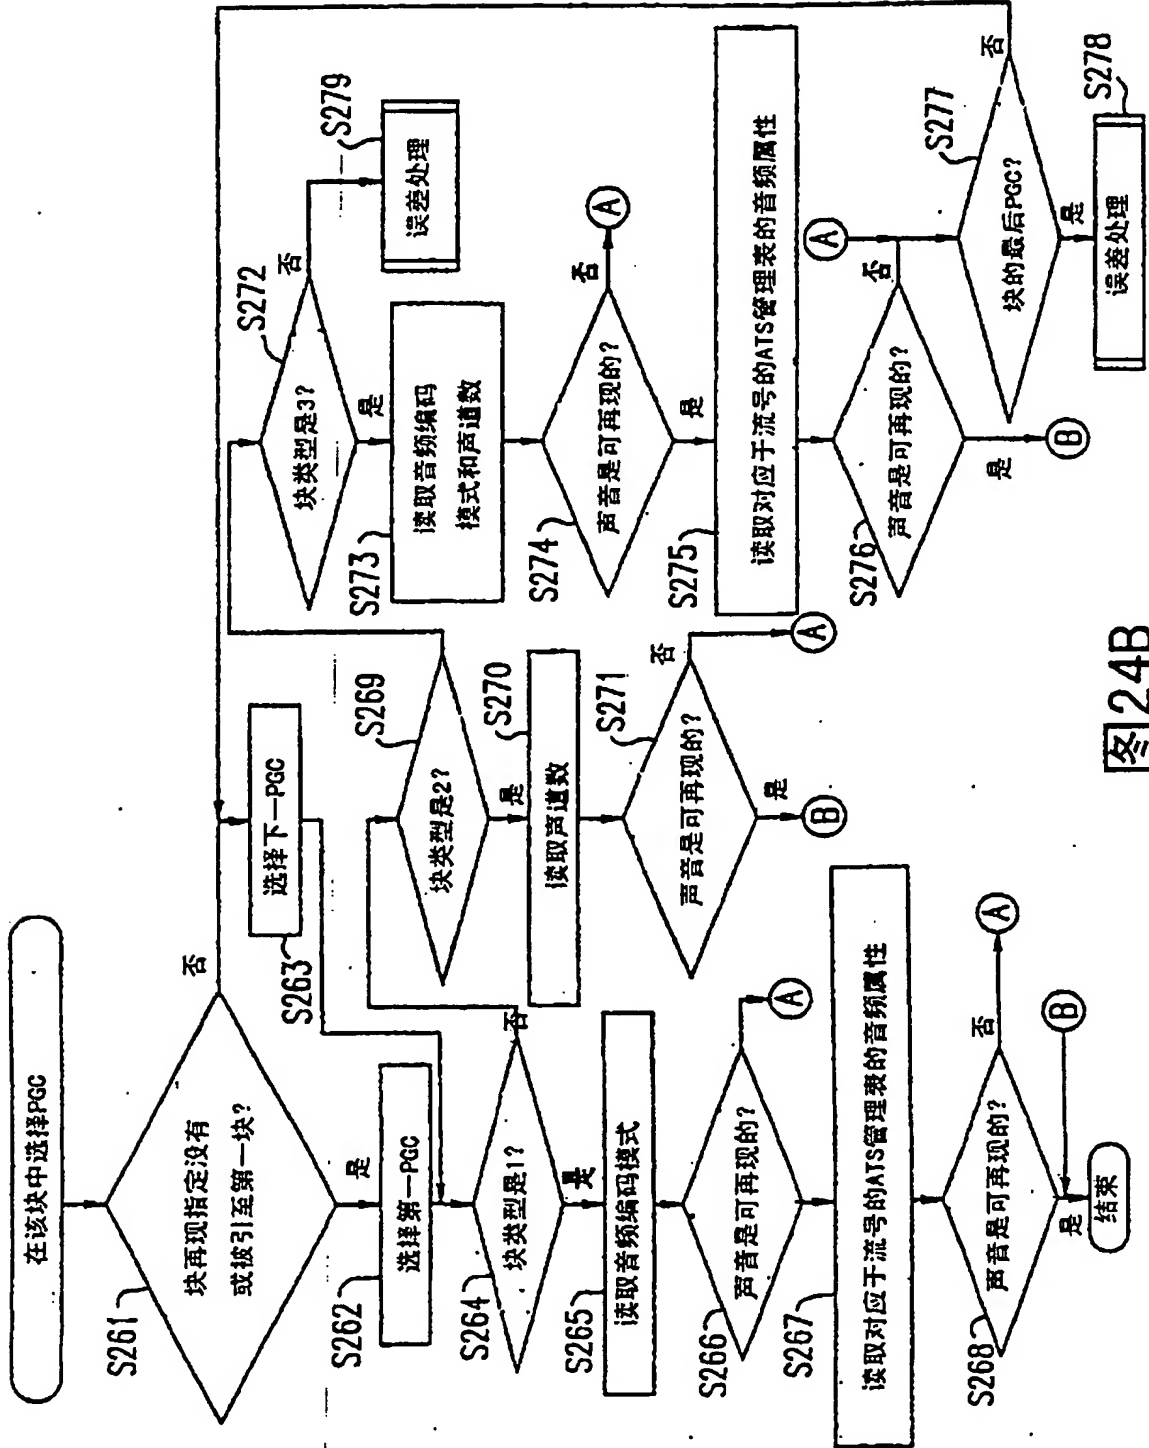 在该块中选择PGC
S261
块再现指定没有
或被引至第一块?
否
是
S262
选择第一PGC
S263
选择下一PGC
S264
块类型是1?
否
是
S265
读取音频编码模式
S266
声音是可再现的?
A
S267
读取对应于流号的ATS管理表的音频属性
S268
声音是可再现的?
否
A
是
B
结束
S269
块类型是2?
是
S270
读取声道数
S271
声音是可再现的?
否
A
是
B
S272
块类型是3?
否
是
S279
误差处理
S273
读取音频编码
模式和声道数
S274
声音是可再现的?
否
A
是
S275
读取对应于流号的ATS管理表的音频属性
S276
声音是可再现的?
否
A
是
B
S277
块的最后PGC?
否
是
S278
误差处理
图24B